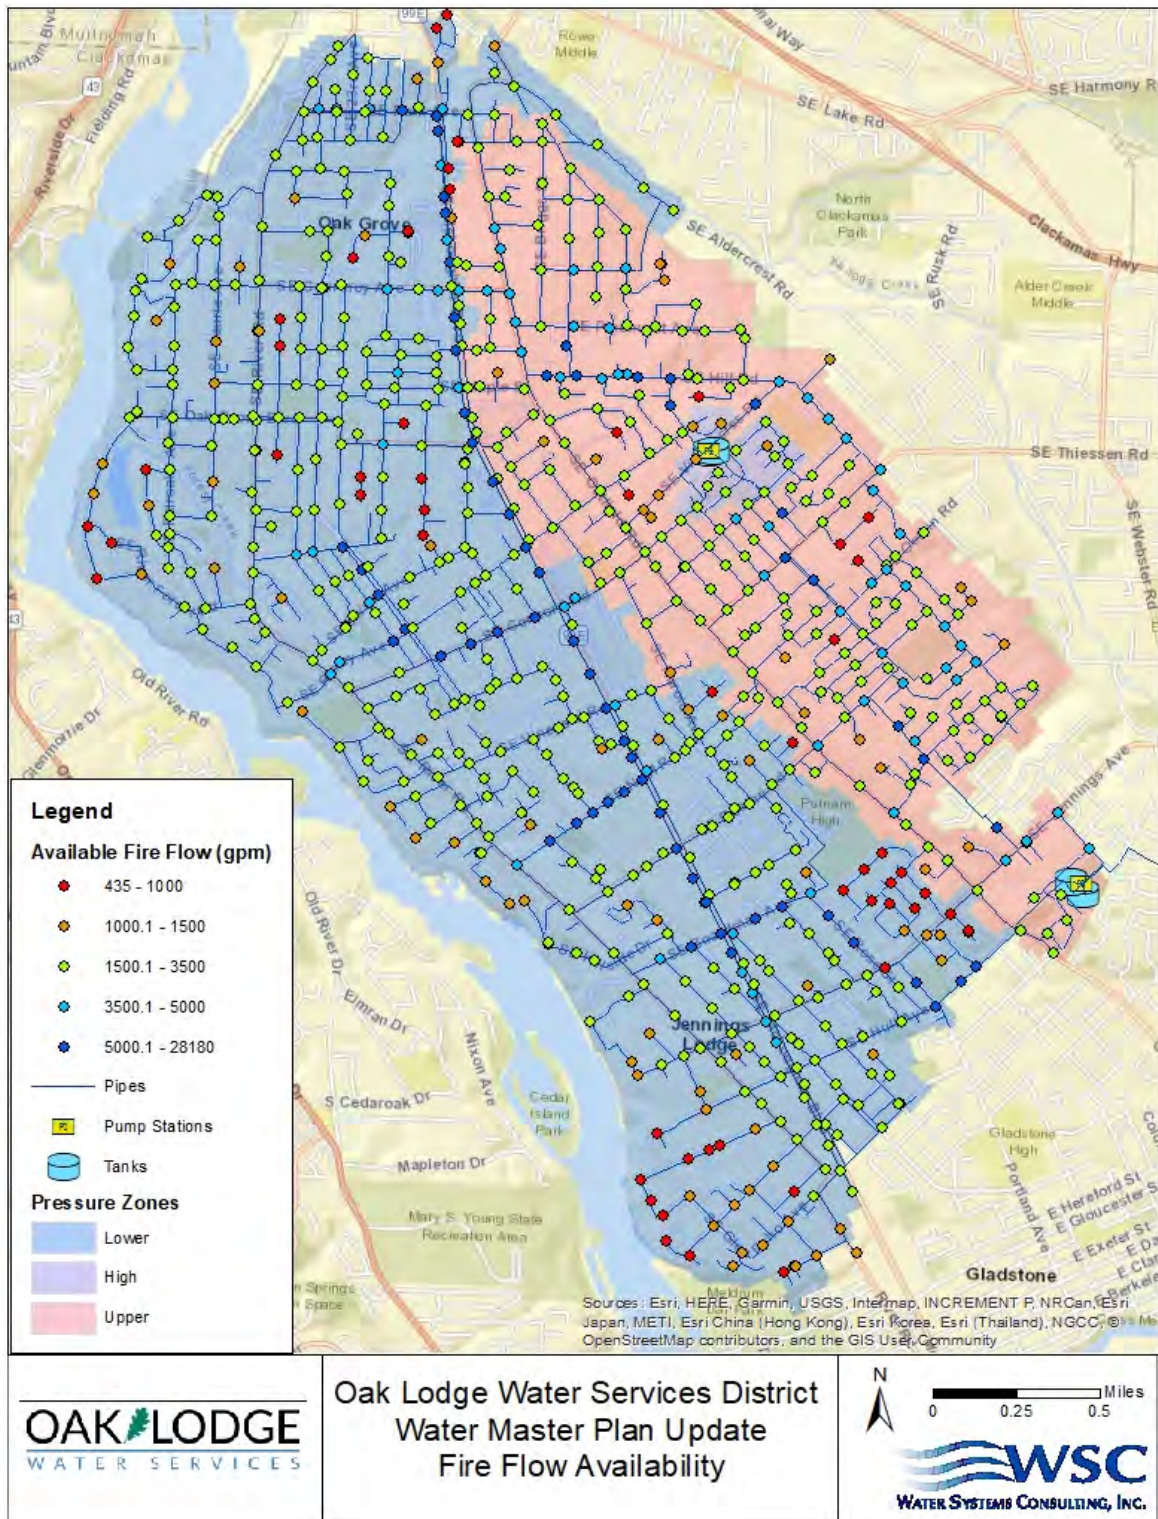 Multnomah
Clackamas
99E
43
Riverside Dr
Fielding Rd
Rowe
Middle
SE Harmony R
SE Lake Rd
North
Clackamas
Park
Clackamas Hwy
SE Aldercrest Rd
SE Rusk Rd
Alder Creek
Middle
Oak Grove
SE Thiessen Rd
SE Webster Rd
43
Old River Rd
Glenmorrie Dr
Putnam
High
Legend
Available Fire Flow (gpm)
435 - 1000
1000.1 - 1500
1500.1 - 3500
3500.1 - 5000
5000.1 - 28180
Pipes
Pump Stations
Tanks
Pressure Zones
Lower
High
Upper
Old River Dr
Elmran Dr
Nixon Ave
S Cedaroak Dr
Cedar
Island
Park
Mapleton Dr
Mary S. Young State
Recreation Area
Jennings
Lodge
Gladstone
High
Portland Ave
E Hereford St
E Gloucester S
E Exeter St
Gladstone
Sources: Esri, HERE, Garmin, USGS, Intermap, INCREMENT P, NRCan, Esri
Japan, METI, Esri China (Hong Kong), Esri Korea, Esri (Thailand), NGCC, ©
OpenStreetMap contributors, and the GIS User Community
OAK LODGE
WATER SERVICES
Oak Lodge Water Services District
Water Master Plan Update
Fire Flow Availability
N
Miles
0 0.25 0.5
WSC
WATER SYSTEMS CONSULTING, INC.